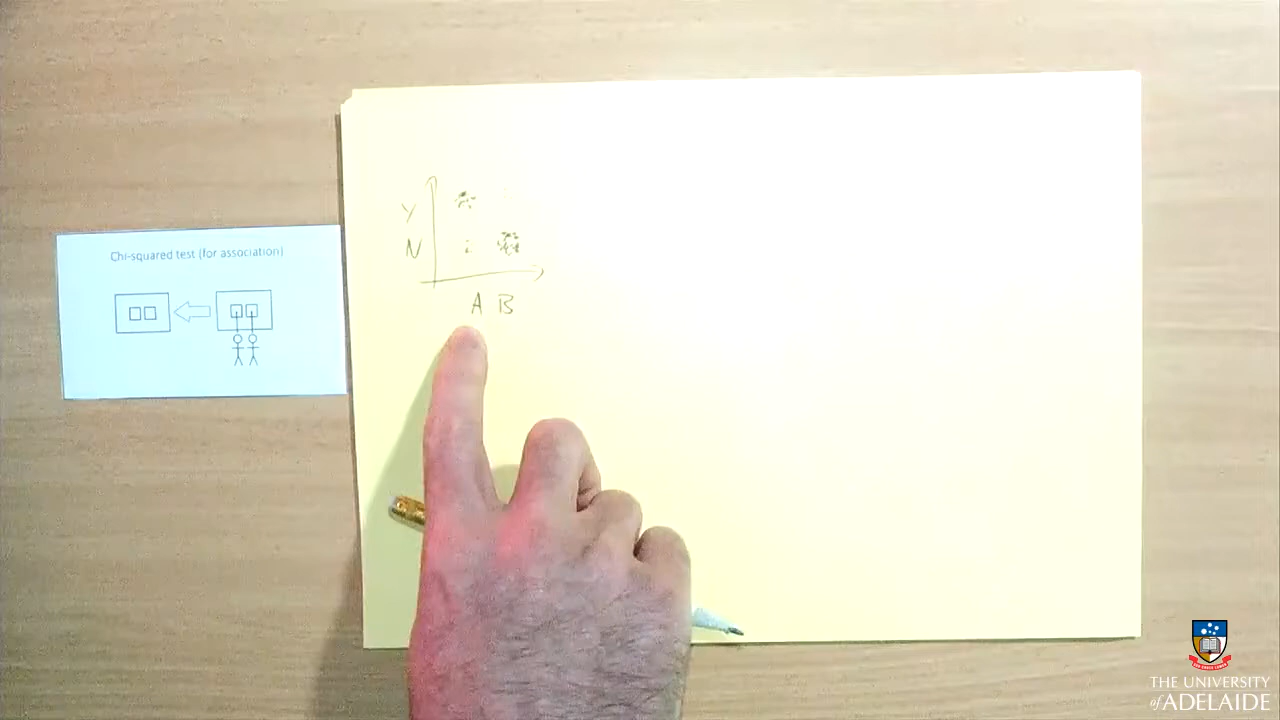 Chi-squared test (for association)
Y
N
A B
THE UNIVERSITY
of ADELAIDE